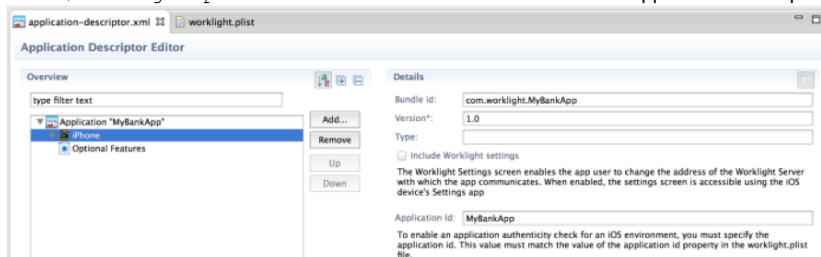 application-descriptor.xml worklight.plist
Application Descriptor Editor
Overview
type filter text
Application "MyBankApp"
iPhone
Optional Features
Add...
Remove
Up
Down
Details
Bundle id: com.worklight.MyBankApp
Version*: 1.0
Type:
Include Worklight settings
The Worklight Settings screen enables the app user to change the address of the Worklight Server
with which the app communicates. When enabled, the settings screen is accessible using the iOS
device's Settings app
Application Id: MyBankApp
To enable an application authenticity check for an iOS environment, you must specify the
application id. This value must match the value of the application id property in the worklight.plist
file.